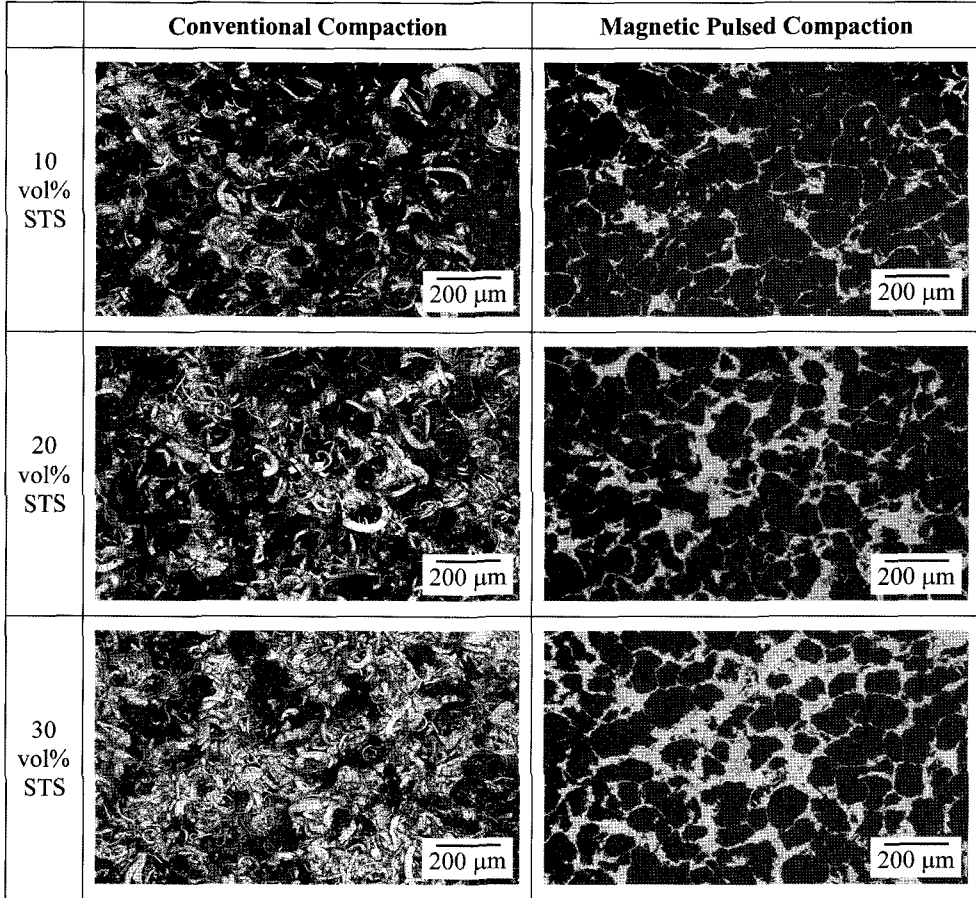 Conventional Compaction
Magnetic Pulsed Compaction
10
vol%
STS
200 μm
200 μm
20
vol%
STS
200 μm
200 μm
30
vol%
STS
200 μm
200 μm